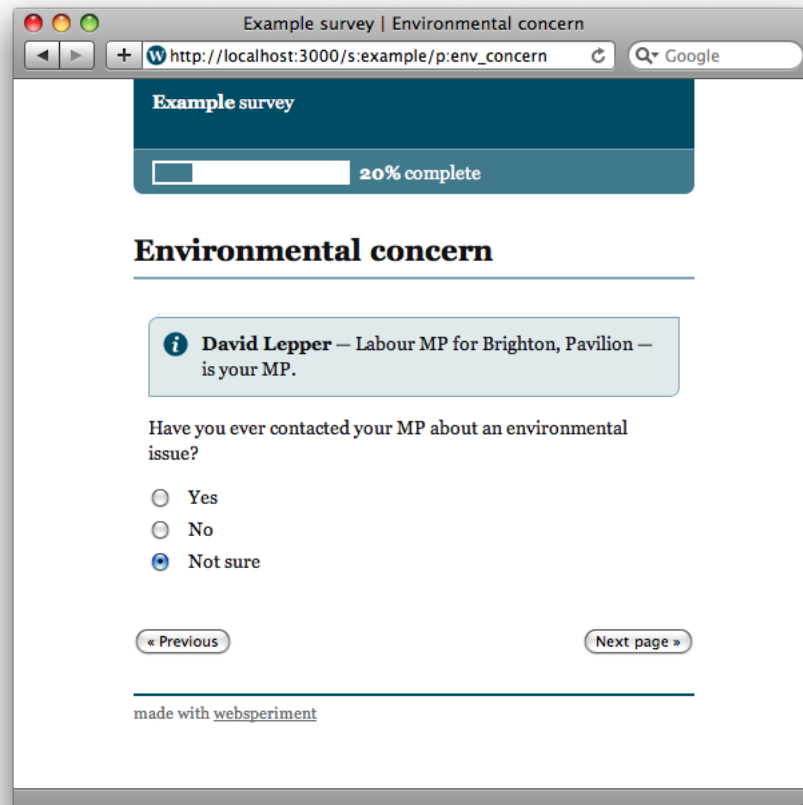 Example survey | Environmental concern
http://localhost:3000/s:example/p:env_concern
Google
Example survey
20% complete
Environmental concern
David Lepper — Labour MP for Brighton, Pavilion —
is your MP.
Have you ever contacted your MP about an environmental
issue?
Yes
No
Not sure
« Previous
Next page »
made with websperiment